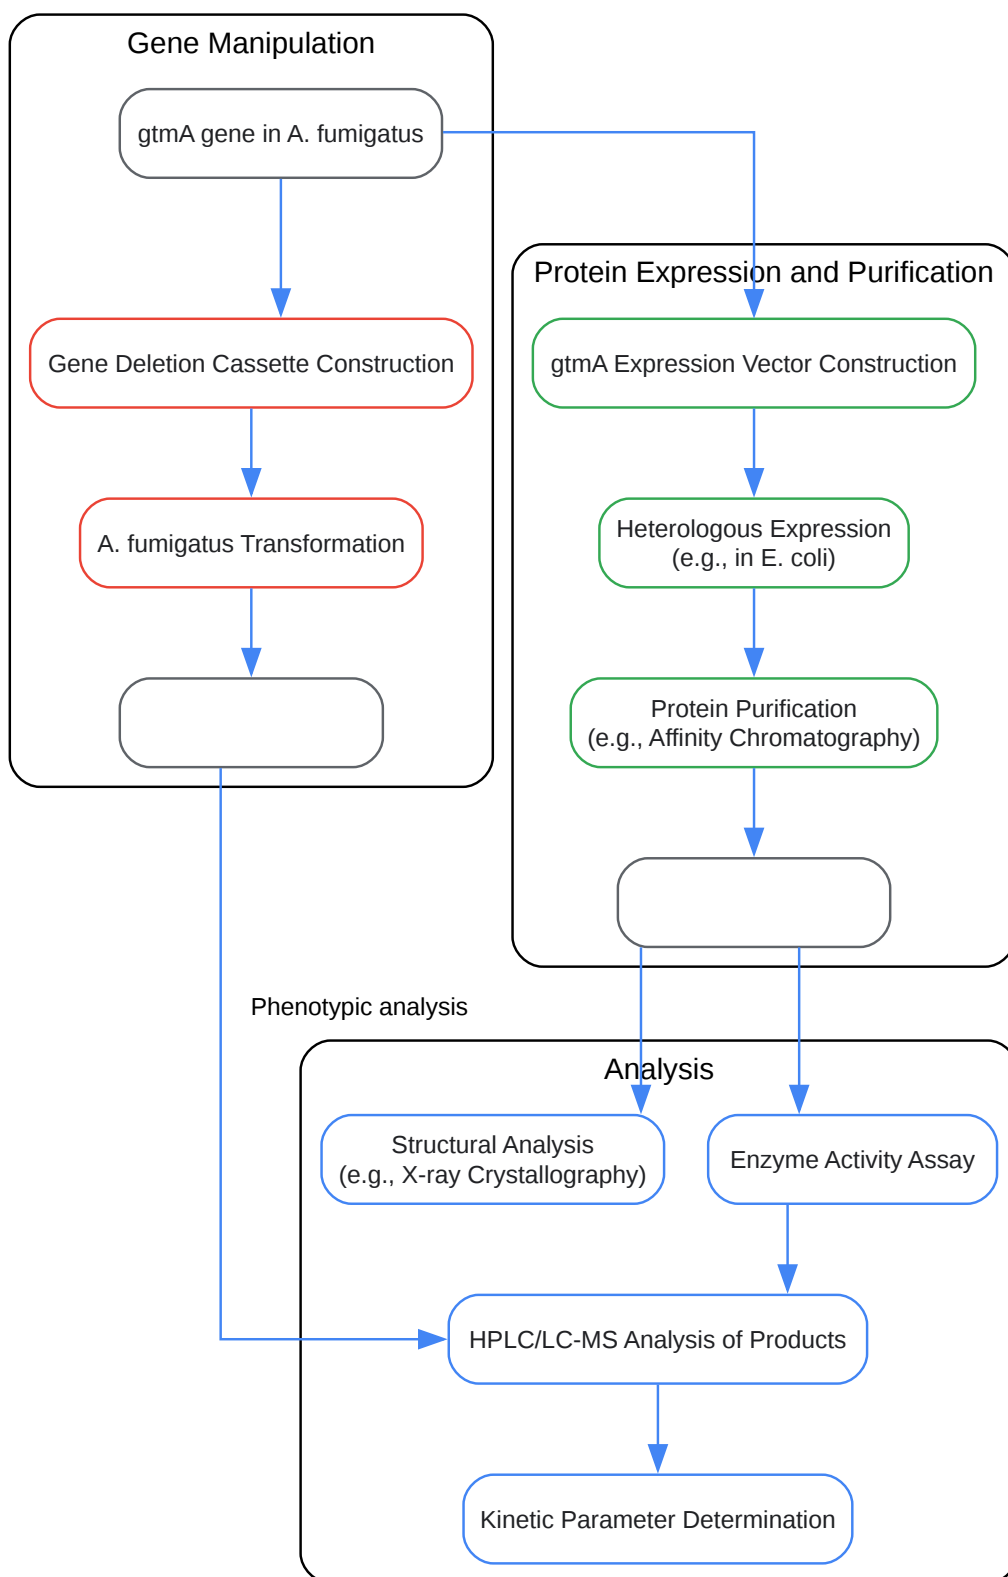 Gene Manipulation
gtmA gene in A. fumigatus
Gene Deletion Cassette Construction
A. fumigatus Transformation
Protein Expression and Purification
gtmA Expression Vector Construction
Heterologous Expression
(e.g., in E. coli)
Protein Purification
(e.g., Affinity Chromatography)
Phenotypic analysis
Analysis
Structural Analysis
(e.g., X-ray Crystallography)
Enzyme Activity Assay
HPLC/LC-MS Analysis of Products
Kinetic Parameter Determination